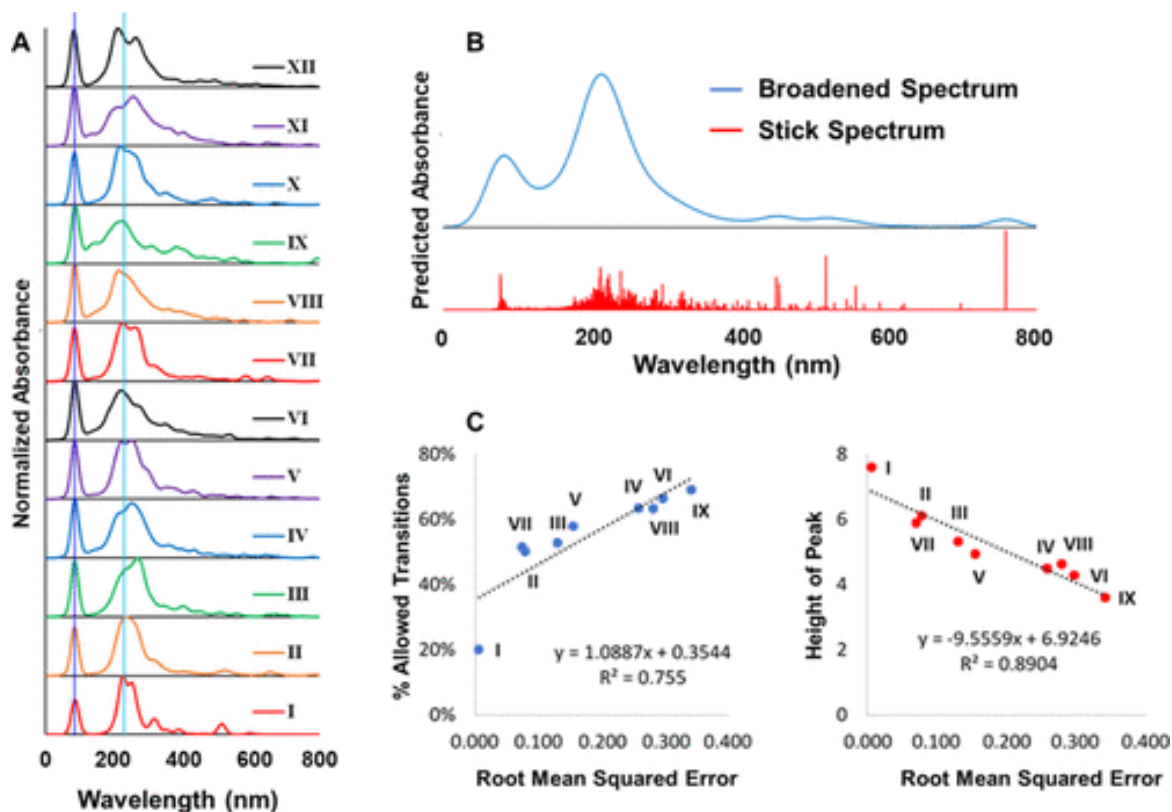 A
XII
XI
X
IX
VIII
VII
VI
V
IV
III
II
I
Normalized Absorbance
0 200 400 600 800
Wavelength (nm)
B
Broadened Spectrum
Stick Spectrum
Predicted Absorbance
0 200 400 600 800
Wavelength (nm)
C
80%
60%
40%
20%
0%
% Allowed Transitions
VII
III
V
IV
VI
VIII
IX
II
I
y = 1.0887x + 0.3544
R² = 0.755
0.000 0.100 0.200 0.300 0.400
Root Mean Squared Error
8
6
4
2
0
Height of Peak
I
II
III
VII
V
IV
VIII
VI
IX
y = -9.5559x + 6.9246
R² = 0.8904
0.000 0.100 0.200 0.300 0.400
Root Mean Squared Error